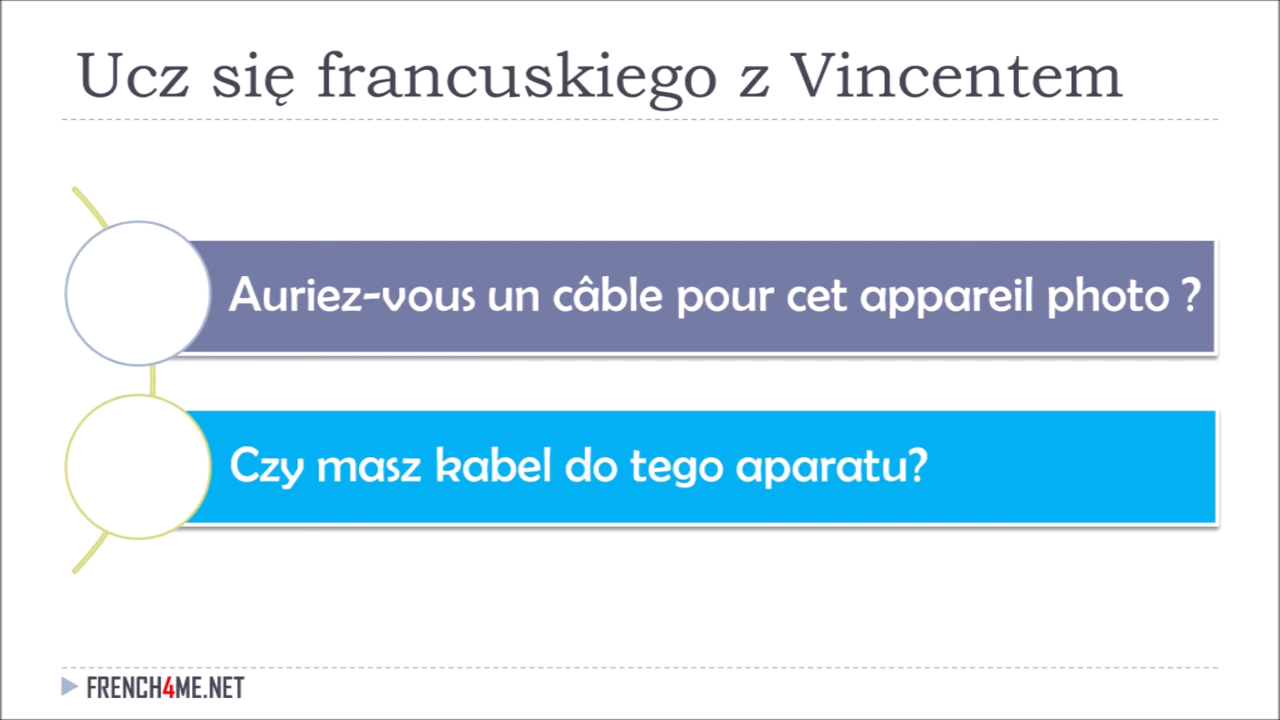 Ucz się francuskiego z Vincentem
Auriez-vous un câble pour cet appareil photo ?
Czy masz kabel do tego aparatu?
FRENCH4ME.NET